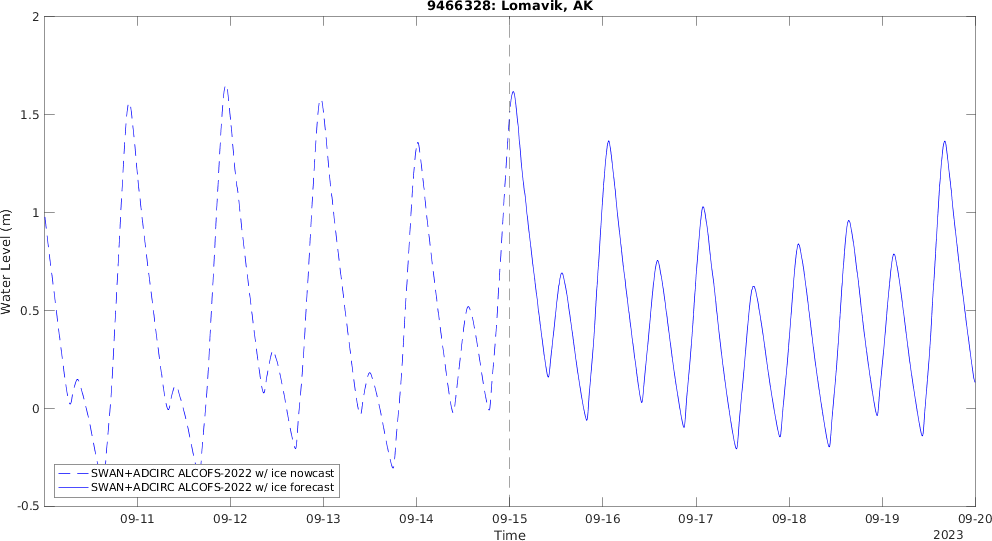 9466328: Lomavik, AK
2
1.5
1
0.5
0
-0.5
Water Level (m)
SWAN+ADCIRC ALCOFS-2022 w/ ice nowcast
SWAN+ADCIRC ALCOFS-2022 w/ ice forecast
09-11 09-12 09-13 09-14 09-15 09-16 09-17 09-18 09-19 09-20
Time
2023